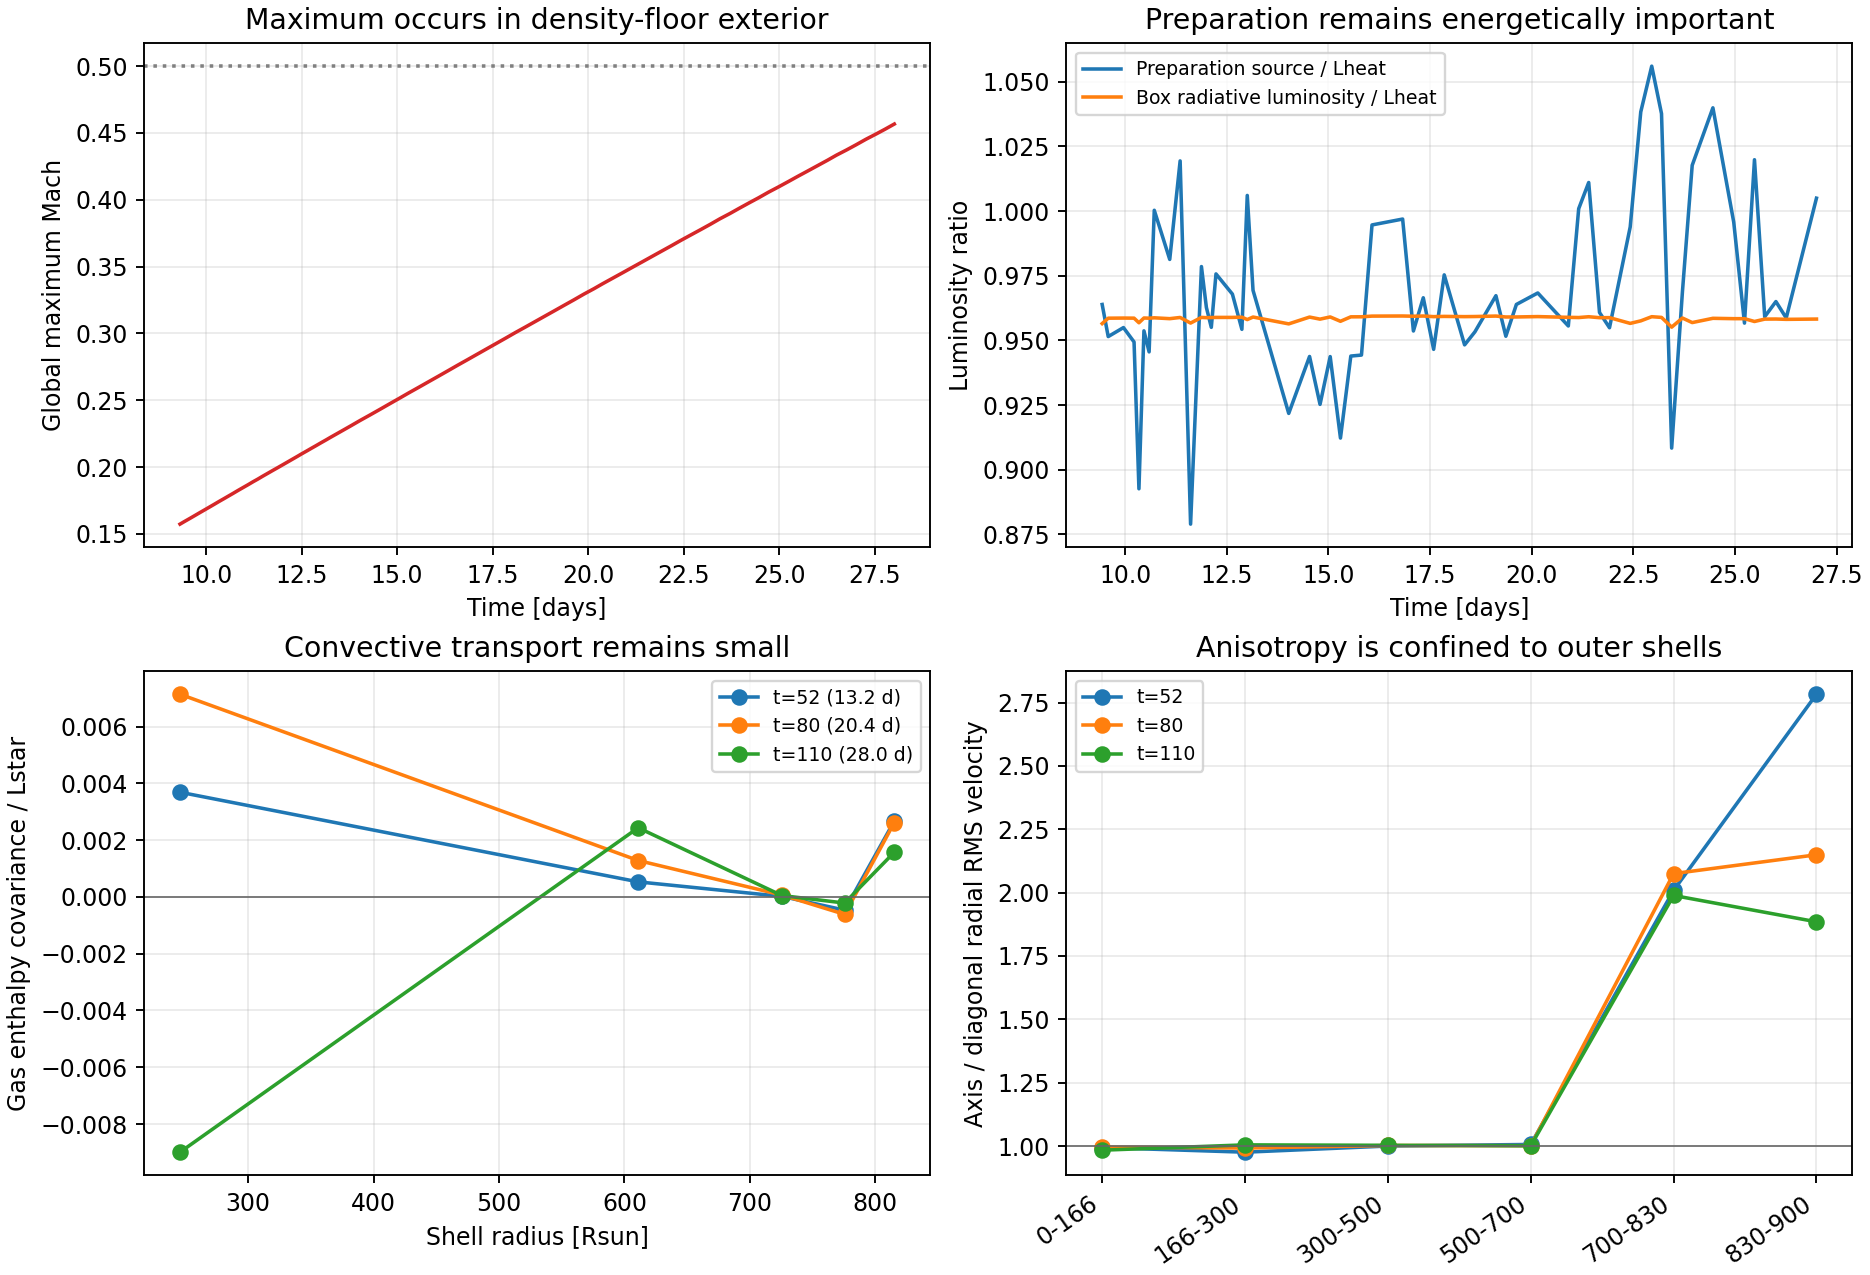 Maximum occurs in density-floor exterior
Global maximum Mach
0.50
0.45
0.40
0.35
0.30
0.25
0.20
0.15
10.0 12.5 15.0 17.5 20.0 22.5 25.0 27.5
Time [days]
Preparation remains energetically important
Luminosity ratio
Preparation source / Lheat
Box radiative luminosity / Lheat
1.050
1.025
1.000
0.975
0.950
0.925
0.900
0.875
10.0 12.5 15.0 17.5 20.0 22.5 25.0 27.5
Time [days]
Convective transport remains small
Gas enthalpy covariance / Lstar
t=52 (13.2 d)
t=80 (20.4 d)
t=110 (28.0 d)
0.006
0.004
0.002
0.000
−0.002
−0.004
−0.006
−0.008
300 400 500 600 700 800
Shell radius [Rsun]
Anisotropy is confined to outer shells
Axis / diagonal radial RMS velocity
t=52
t=80
t=110
2.75
2.50
2.25
2.00
1.75
1.50
1.25
1.00
0-166 166-300 300-500 500-700 700-830 830-900